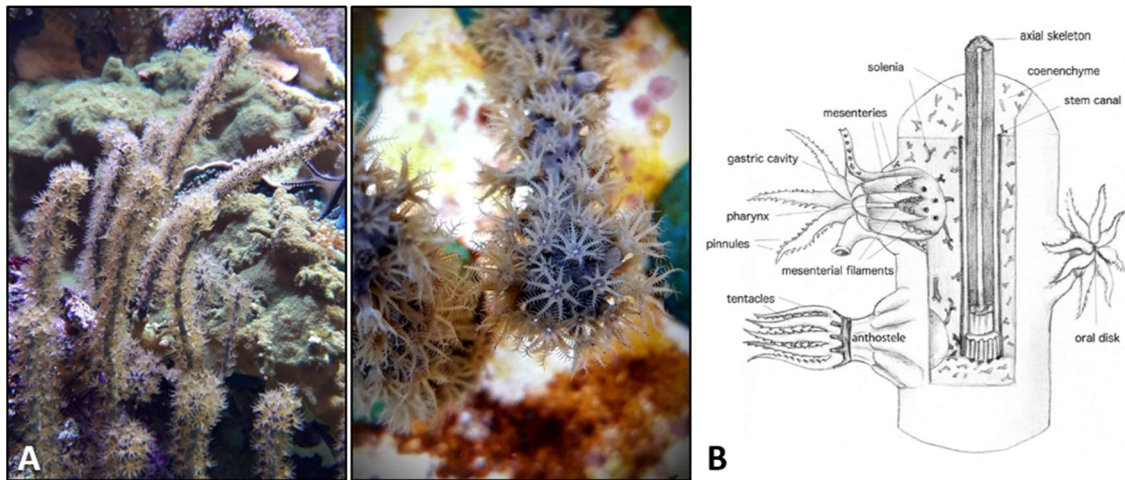 A
B
axial skeleton
solenia
coenenchyme
stem canal
mesenteries
gastric cavity
pharynx
pinnules
mesenterial filaments
tentacles
anthostele
oral disk